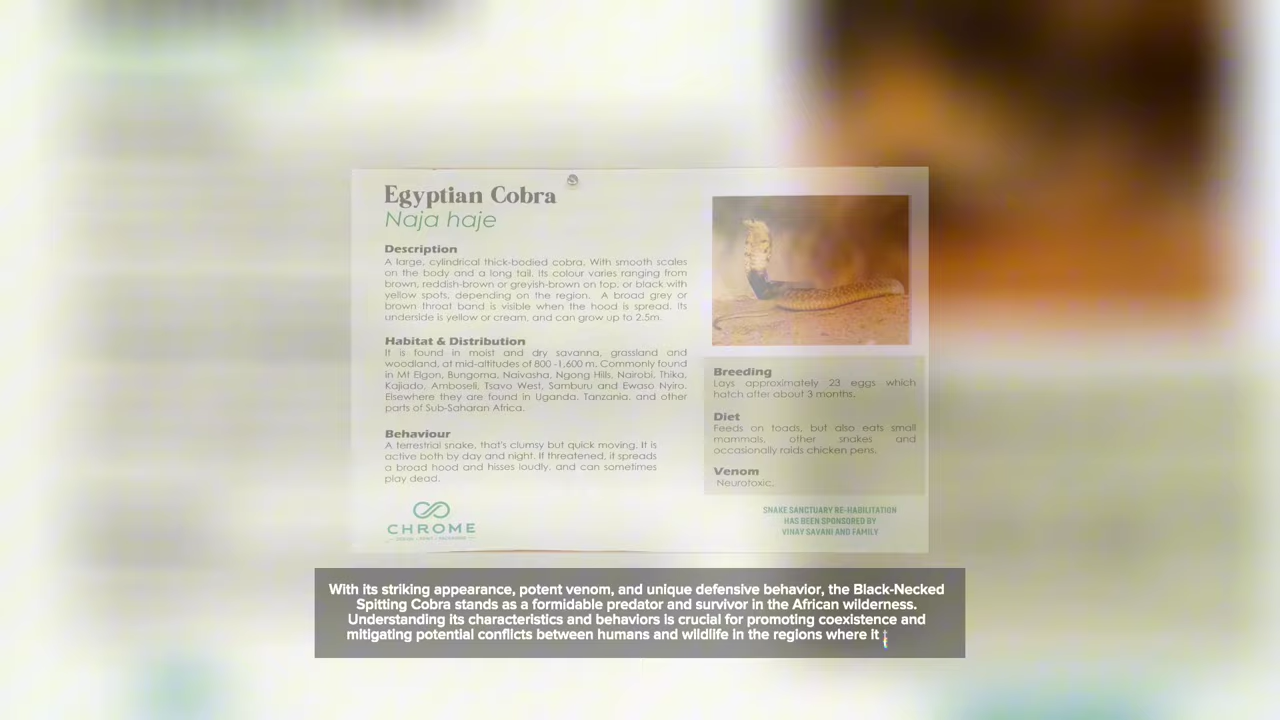 Egyptian Cobra
Naja haje
Description
A large, cylindrical thick-bodied cobra. With smooth scales
on the body and a long tail. Its colour varies ranging from
brown, reddish-brown or greyish-brown on top, or black with
yellow spots, depending on the region. A broad grey or
brown throat band is visible when the hood is spread. Its
underside is yellow or cream, and can grow up to 2.5m.
Habitat & Distribution
It is found in moist and dry savanna, grassland and
woodland, at mid-altitudes of 800 -1,600 m. Commonly found
in Mt Elgon, Bungoma, Naivasha, Ngong Hills, Nairobi, Thika,
Kajiado, Amboseli, Tsavo West, Samburu and Ewaso Nyiro.
Elsewhere they are found in Uganda, Tanzania, and other
parts of Sub-Saharan Africa.
Behaviour
A terrestrial snake, that's clumsy but quick moving. It is
active both by day and night. If threatened, it spreads
a broad hood and hisses loudly, and can sometimes
play dead.
CHROME
Breeding
Lays approximately 23 eggs which
hatch after about 3 months.
Diet
Feeds on toads, but also eats small
mammals, other snakes and
occasionally raids chicken pens.
Venom
Neurotoxic.
SNAKE SANCTUARY RE-HABILITATION
HAS BEEN SPONSORED BY
VINAY SAVANI AND FAMILY
With its striking appearance, potent venom, and unique defensive behavior, the Black-Necked
Spitting Cobra stands as a formidable predator and survivor in the African wilderness.
Understanding its characteristics and behaviors is crucial for promoting coexistence and
mitigating potential conflicts between humans and wildlife in the regions where it